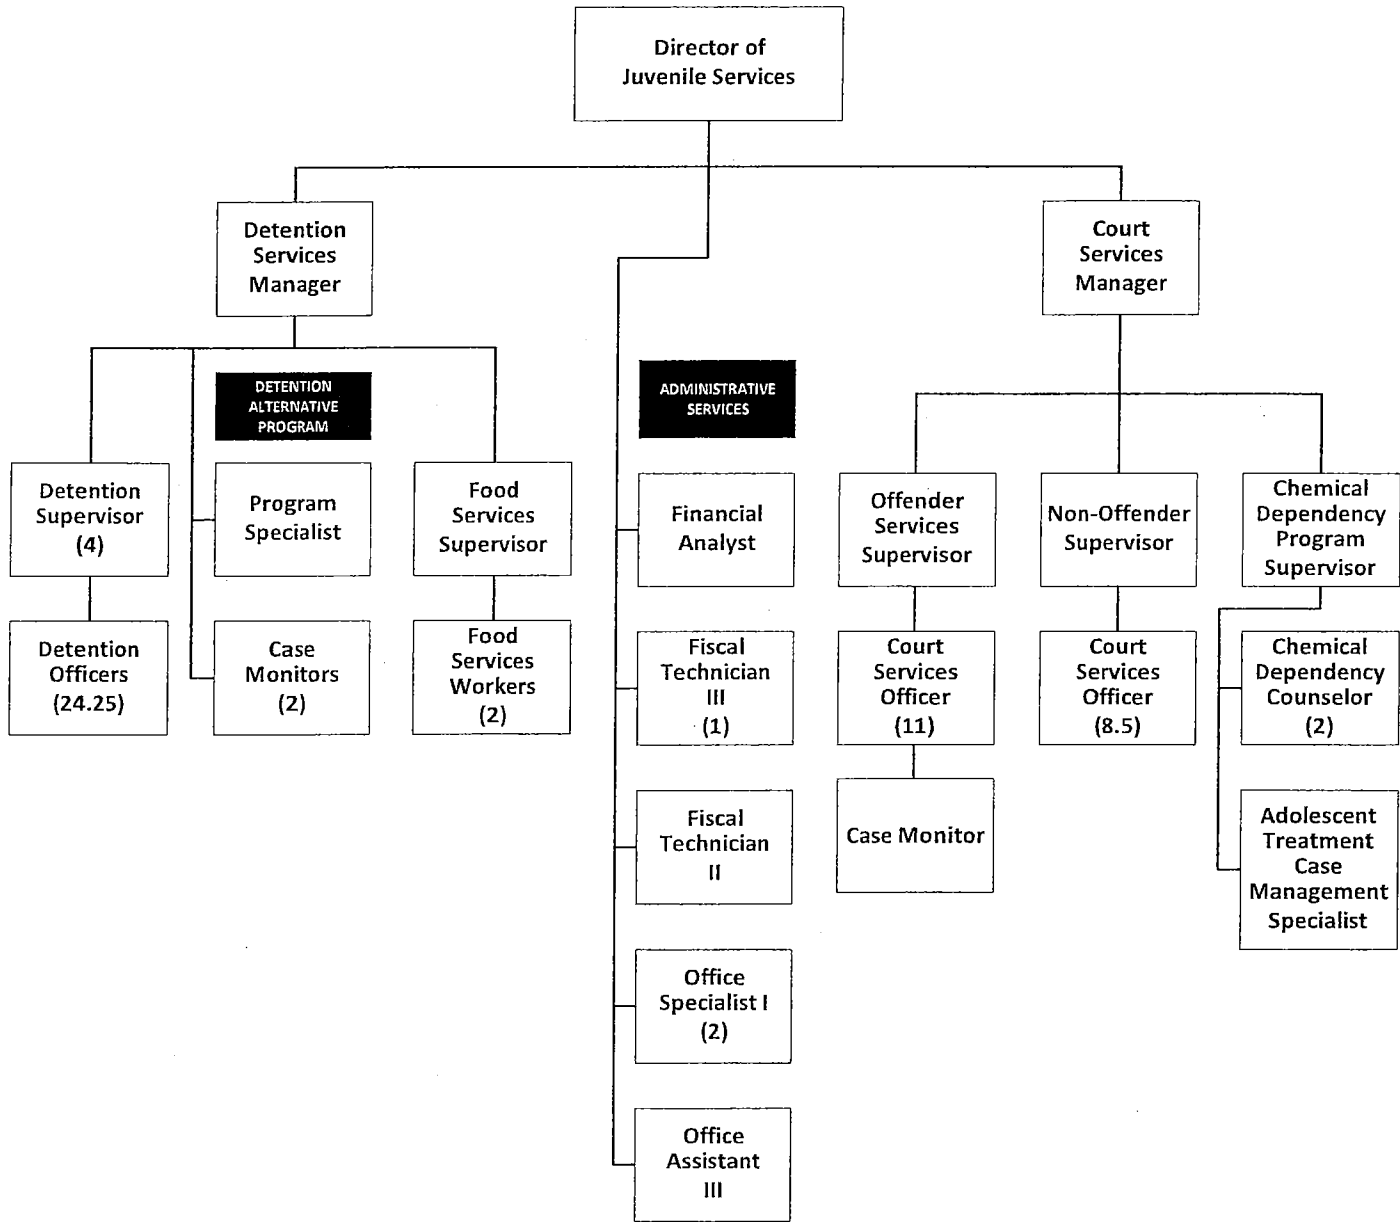 Director of
Juvenile Services
Detention
Services
Manager
Court
Services
Manager
DETENTION
ALTERNATIVE
PROGRAM
ADMINISTRATIVE
SERVICES
Detention
Supervisor
(4)
Program
Specialist
Food
Services
Supervisor
Financial
Analyst
Offender
Services
Supervisor
Non-Offender
Supervisor
Chemical
Dependency
Program
Supervisor
Detention
Officers
(24.25)
Case
Monitors
(2)
Food
Services
Workers
(2)
Fiscal
Technician
III
(1)
Court
Services
Officer
(11)
Court
Services
Officer
(8.5)
Chemical
Dependency
Counselor
(2)
Fiscal
Technician
II
Case Monitor
Adolescent
Treatment
Case
Management
Specialist
Office
Specialist I
(2)
Office
Assistant
III